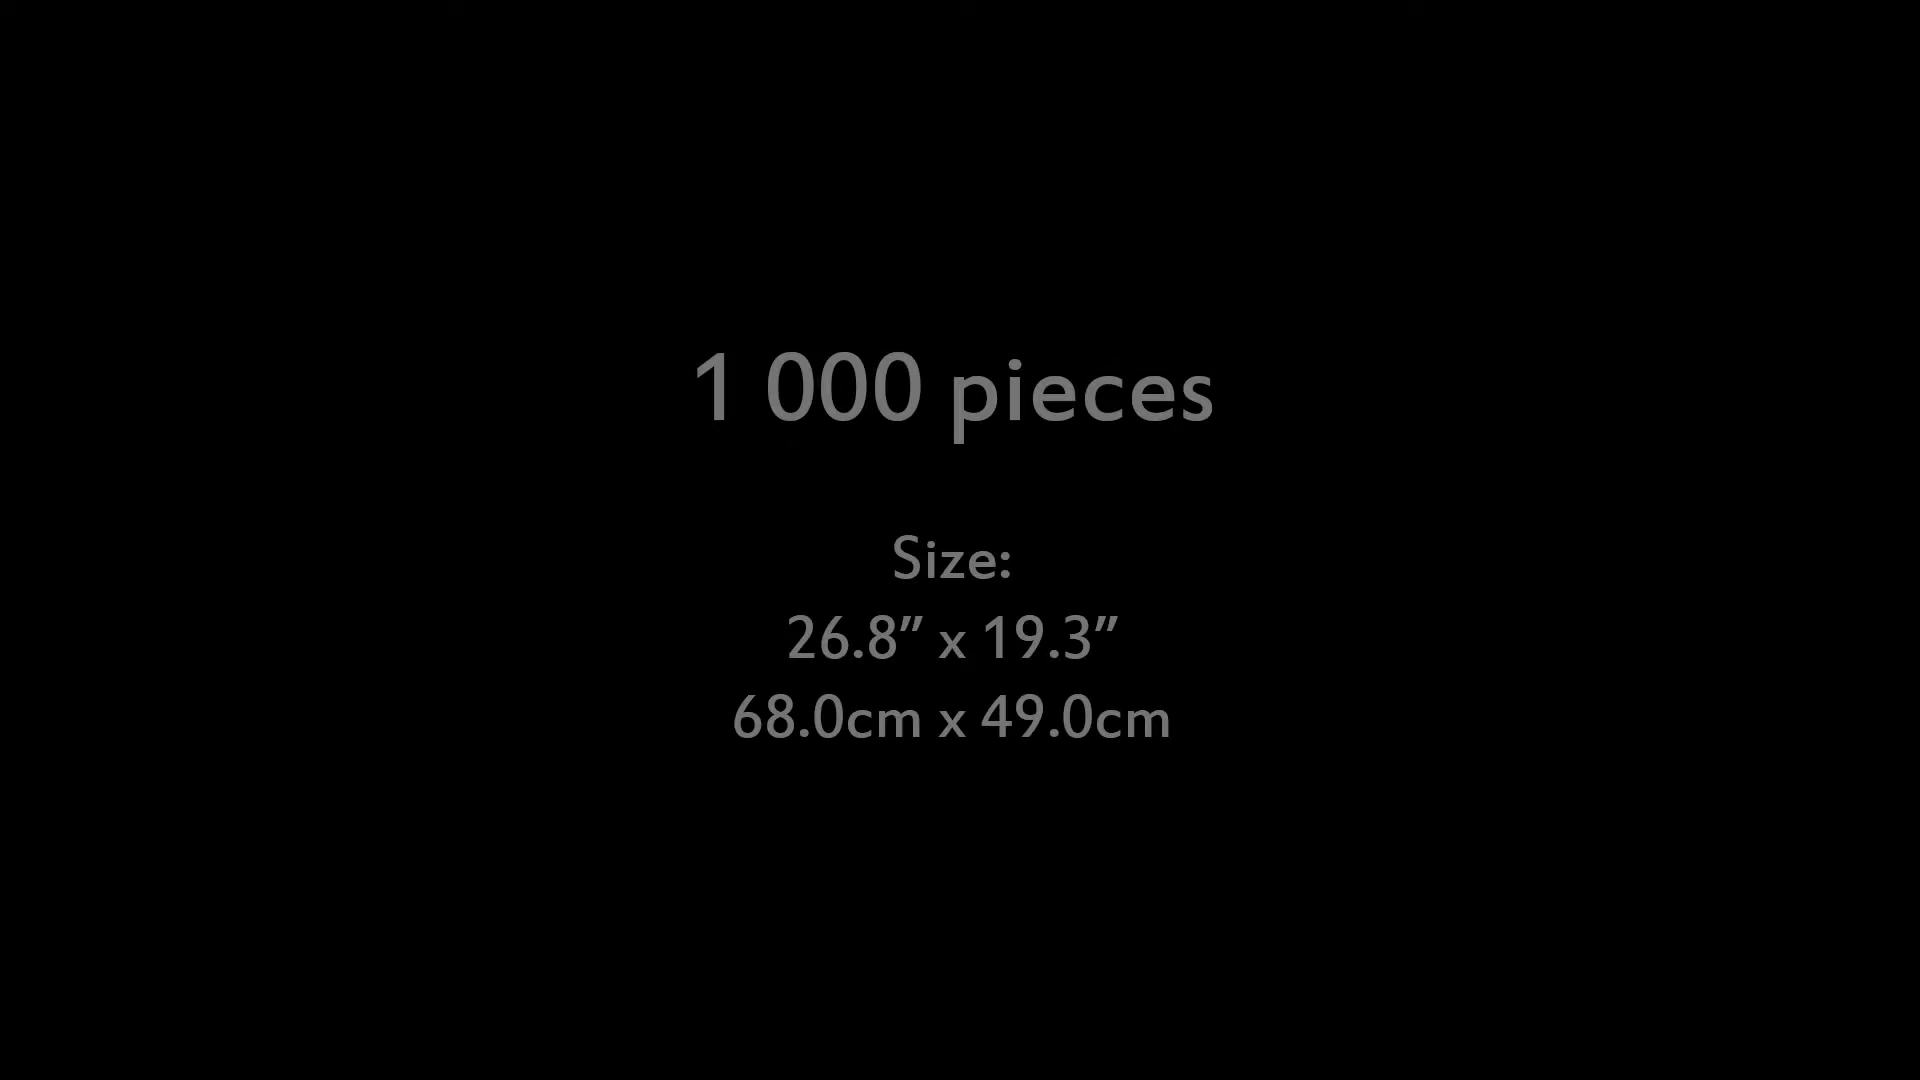 1 000 pieces
Size:
26.8” x 19.3”
68.0cm x 49.0cm